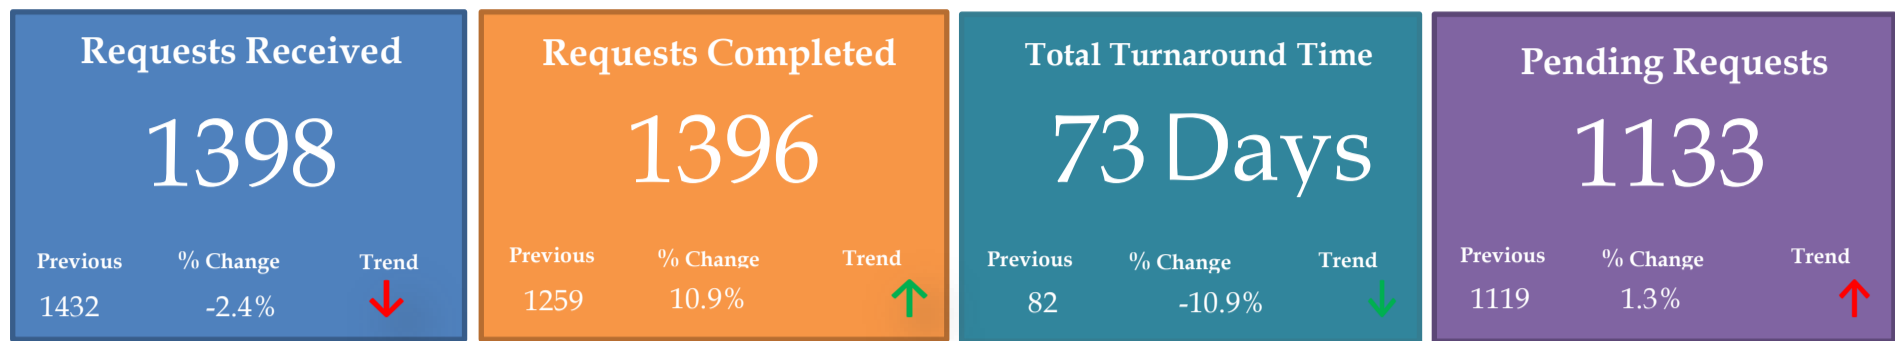 Requests Received
1398
Previous % Change Trend
1432 -2.4%
Requests Completed
1396
Previous % Change Trend
1259 10.9%
Total Turnaround Time
73 Days
Previous % Change Trend
82 -10.9%
Pending Requests
1133
Previous % Change Trend
1119 1.3%